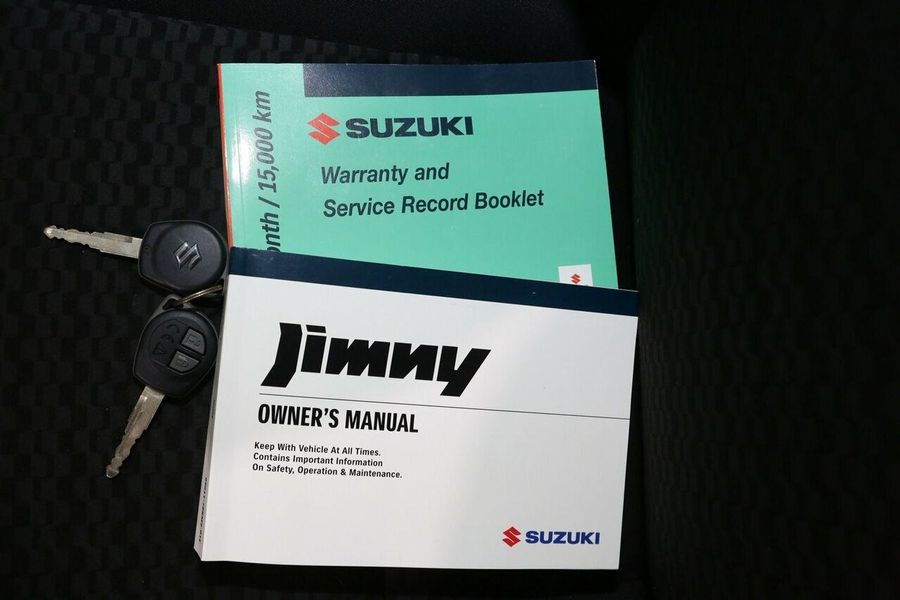 SUZUKI
Warranty and
Service Record Booklet
/ 15,000 km
Jimny
OWNER'S MANUAL
Keep With Vehicle At All Times.
Contains Important Information
On Safety, Operation & Maintenance.
SUZUKI